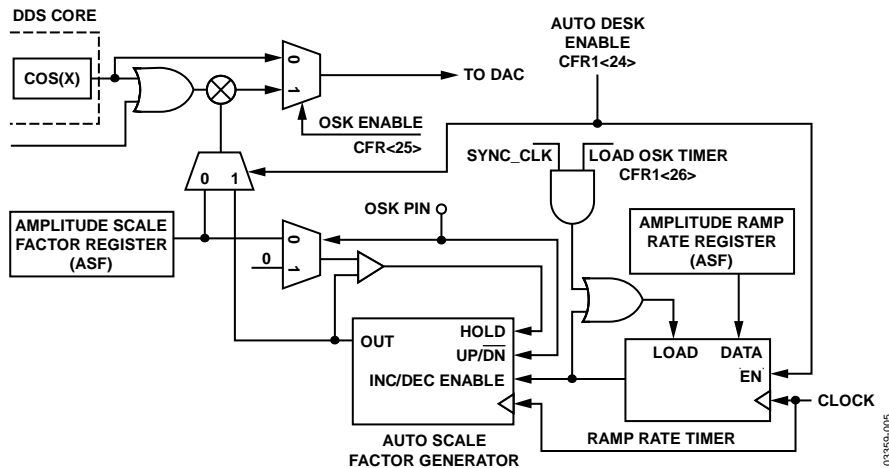 DDS CORE
COS(X)
0
1
TO DAC
OSK ENABLE
CFR<25>
AUTO DESK
ENABLE
CFR1<24>
SYNC_CLK
LOAD OSK TIMER
CFR1<26>
0 1
AMPLITUDE SCALE
FACTOR REGISTER
(ASF)
OSK PIN
0
0
1
AMPLITUDE RAMP
RATE REGISTER
(ASF)
OUT
HOLD
UP/DN
INC/DEC ENABLE
LOAD DATA
EN
CLOCK
RAMP RATE TIMER
AUTO SCALE
FACTOR GENERATOR
03359-005